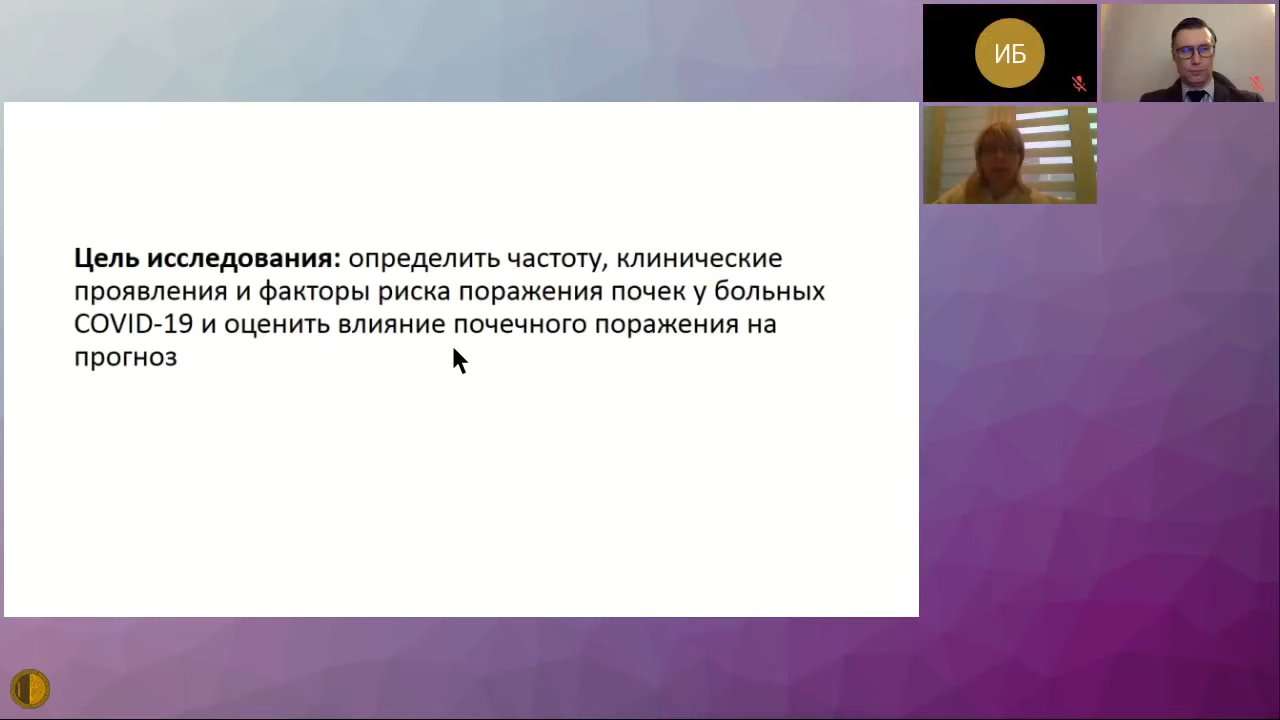 Цель исследования: определить частоту, клинические
проявления и факторы риска поражения почек у больных
COVID-19 и оценить влияние почечного поражения на
прогноз
ИБ